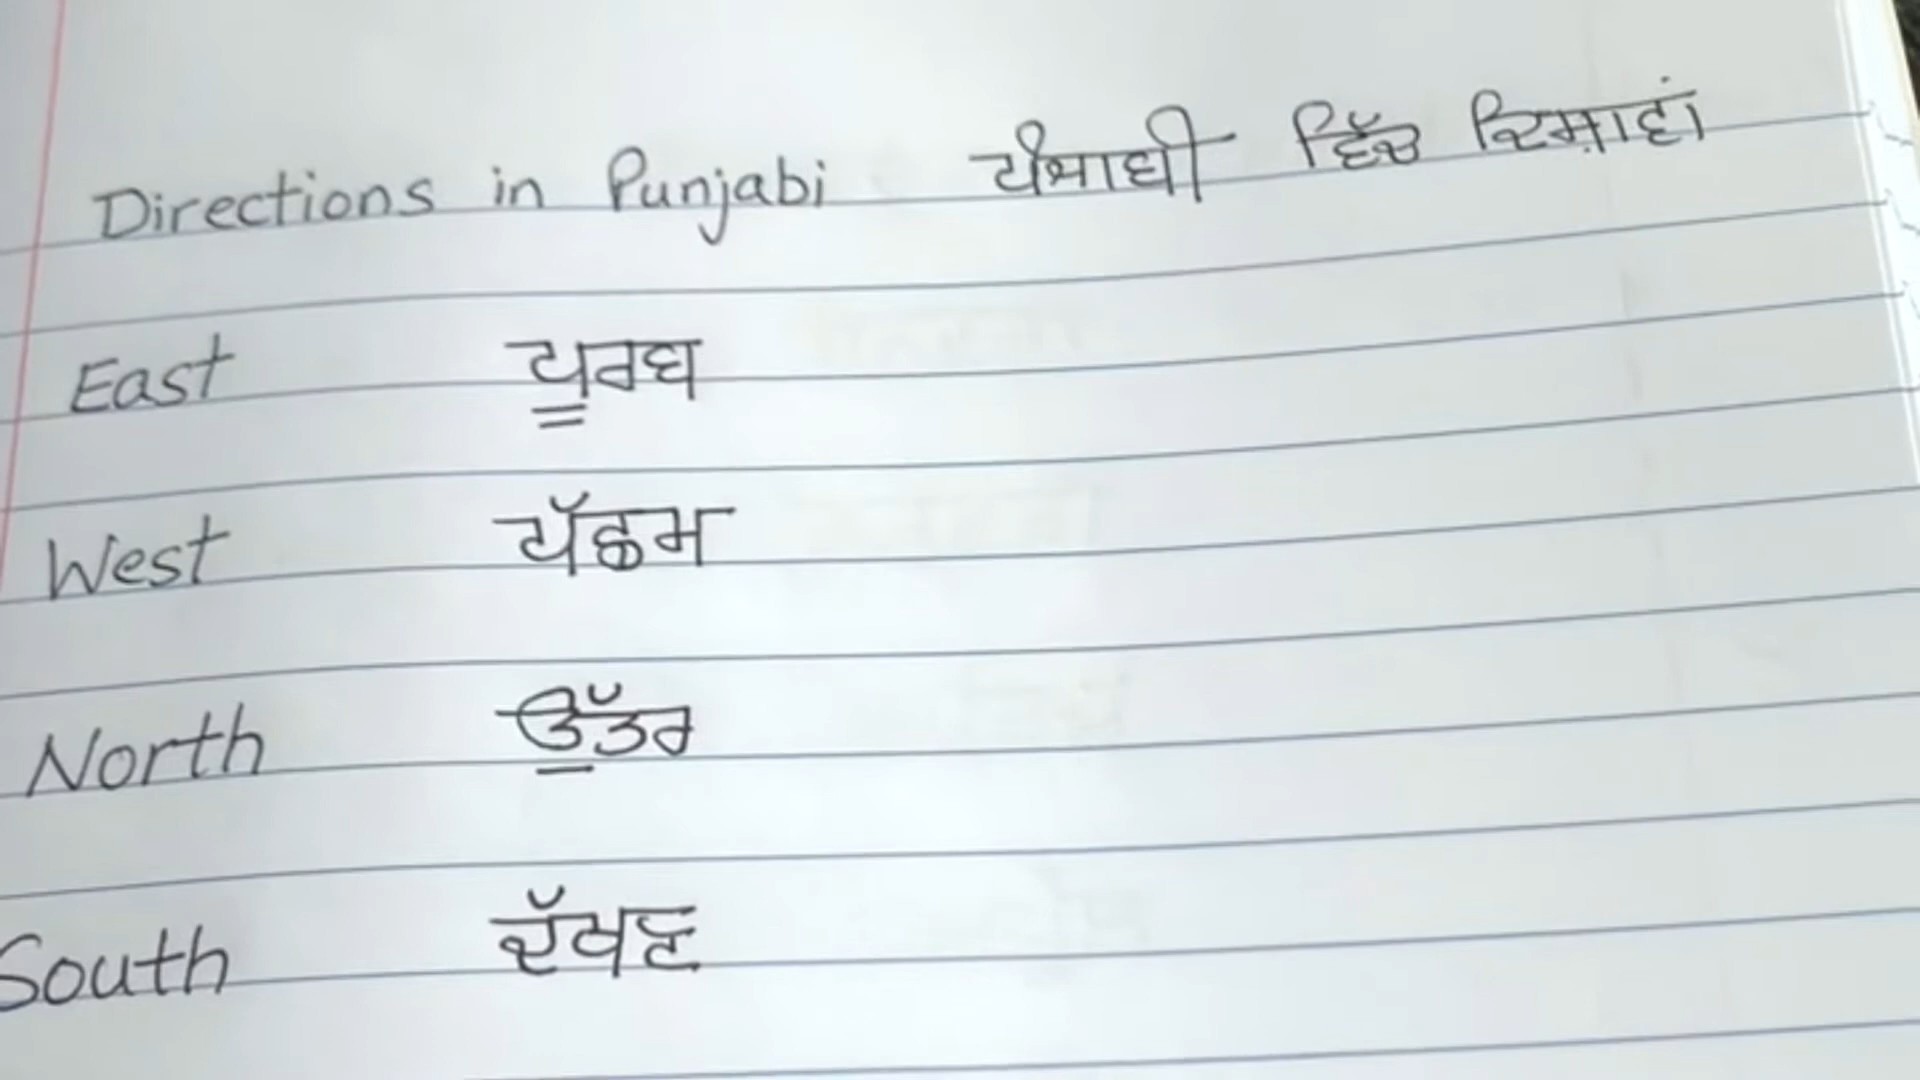 Directions in Punjabi ਪੰਜਾਬੀ ਵਿੱਚ ਦਿਸ਼ਾਵਾਂ
East ਪੂਰਬ
West ਪੱਛਮ
North ਉੱਤਰ
South ਦੱਖਣ